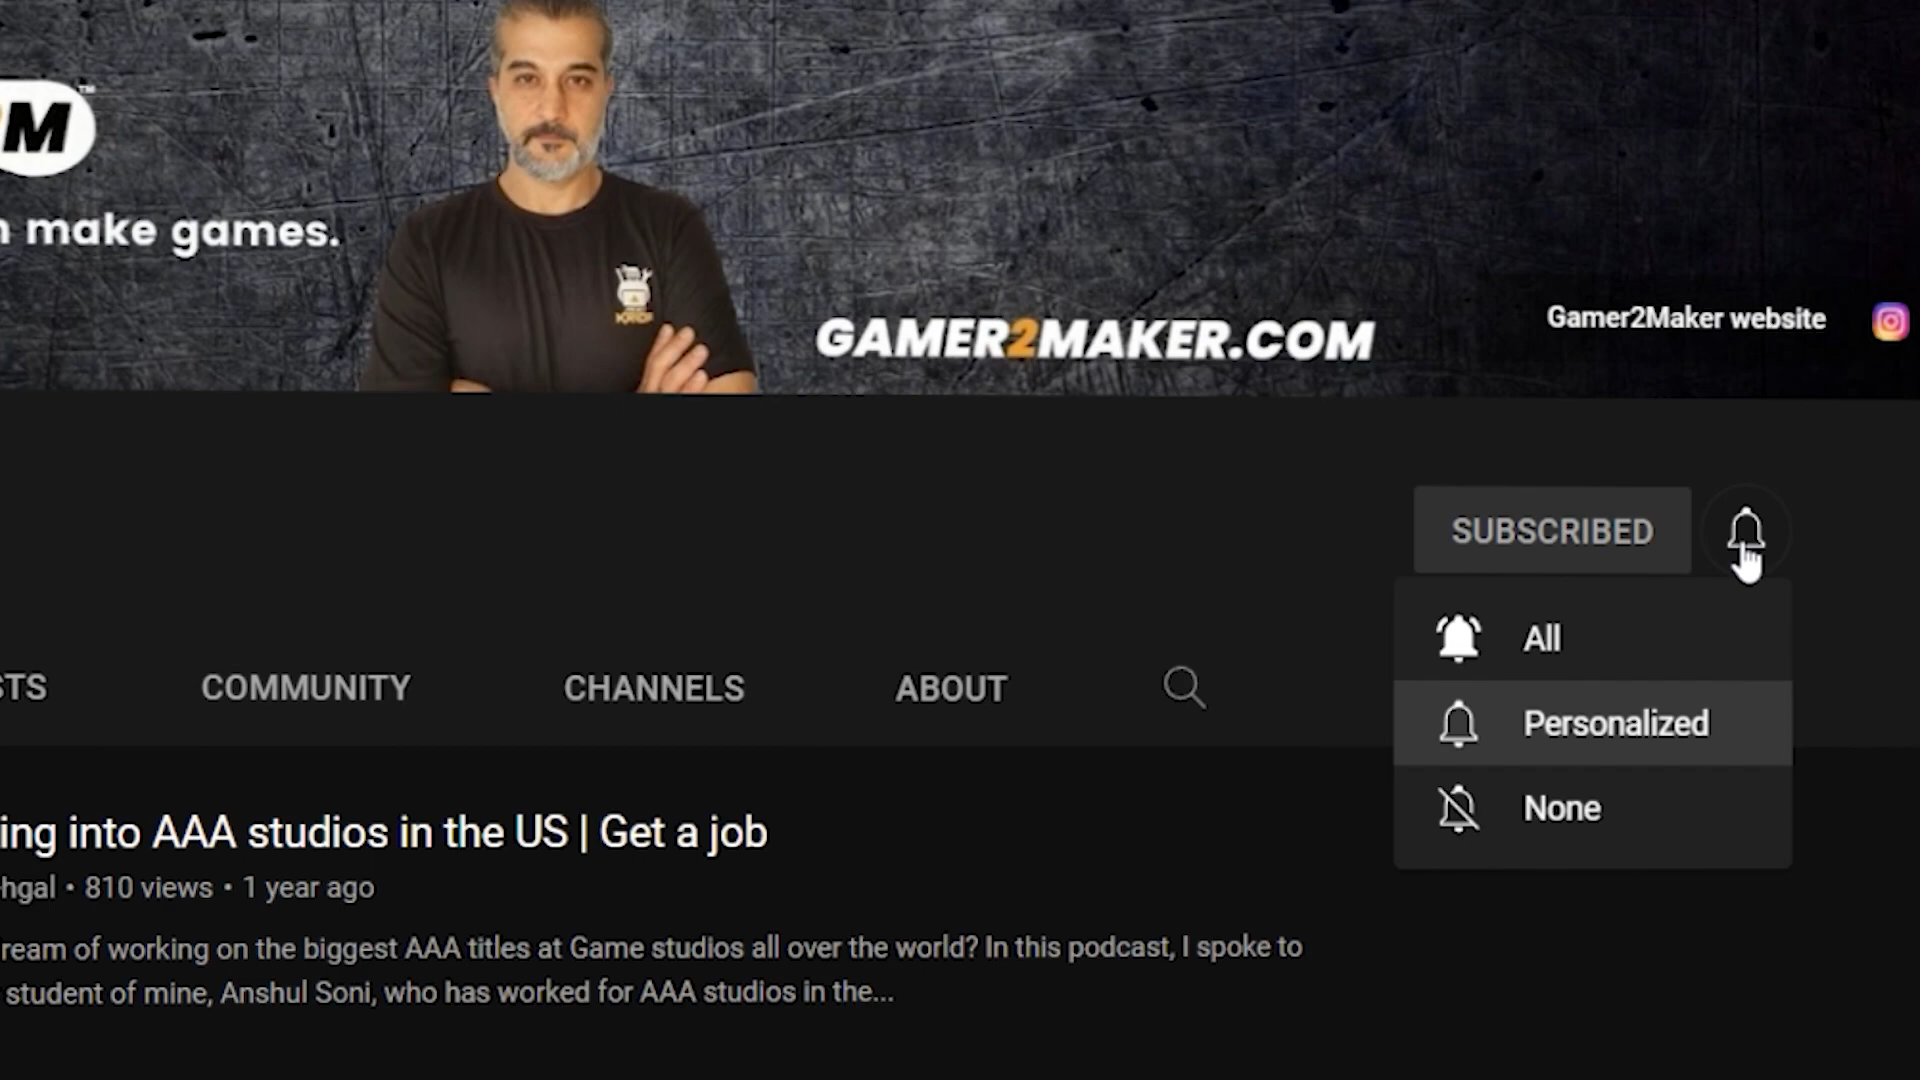 M™
make games.
GAMER2MAKER.COM
Gamer2Maker website
SUBSCRIBED
All
STS
COMMUNITY
CHANNELS
ABOUT
Personalized
None
ing into AAA studios in the US | Get a job
hgal • 810 views • 1 year ago
ream of working on the biggest AAA titles at Game studios all over the world? In this podcast, I spoke to
student of mine, Anshul Soni, who has worked for AAA studios in the...